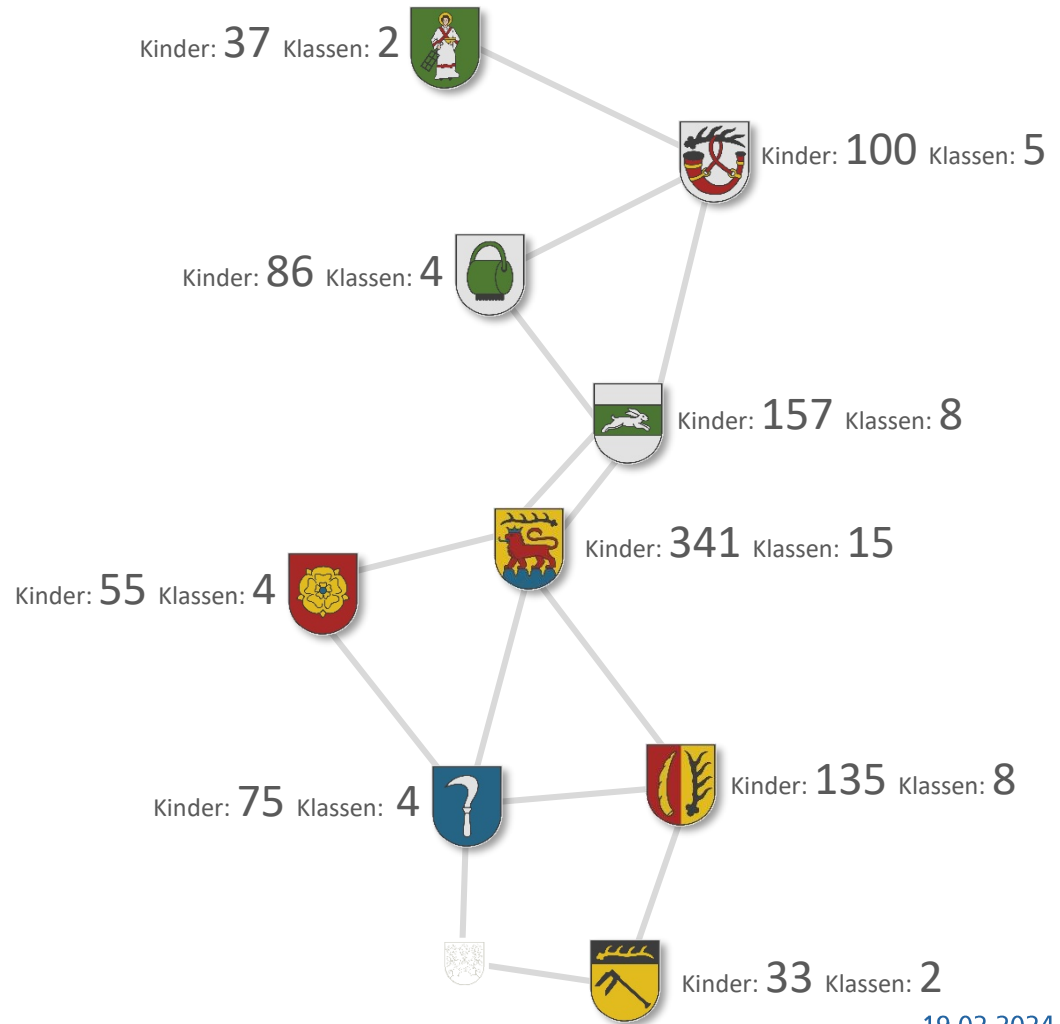 Kinder: 37 Klassen: 2
Kinder: 100 Klassen: 5
Kinder: 86 Klassen: 4
Kinder: 157 Klassen: 8
Kinder: 341 Klassen: 15
Kinder: 55 Klassen: 4
Kinder: 135 Klassen: 8
Kinder: 75 Klassen: 4
Kinder: 33 Klassen: 2